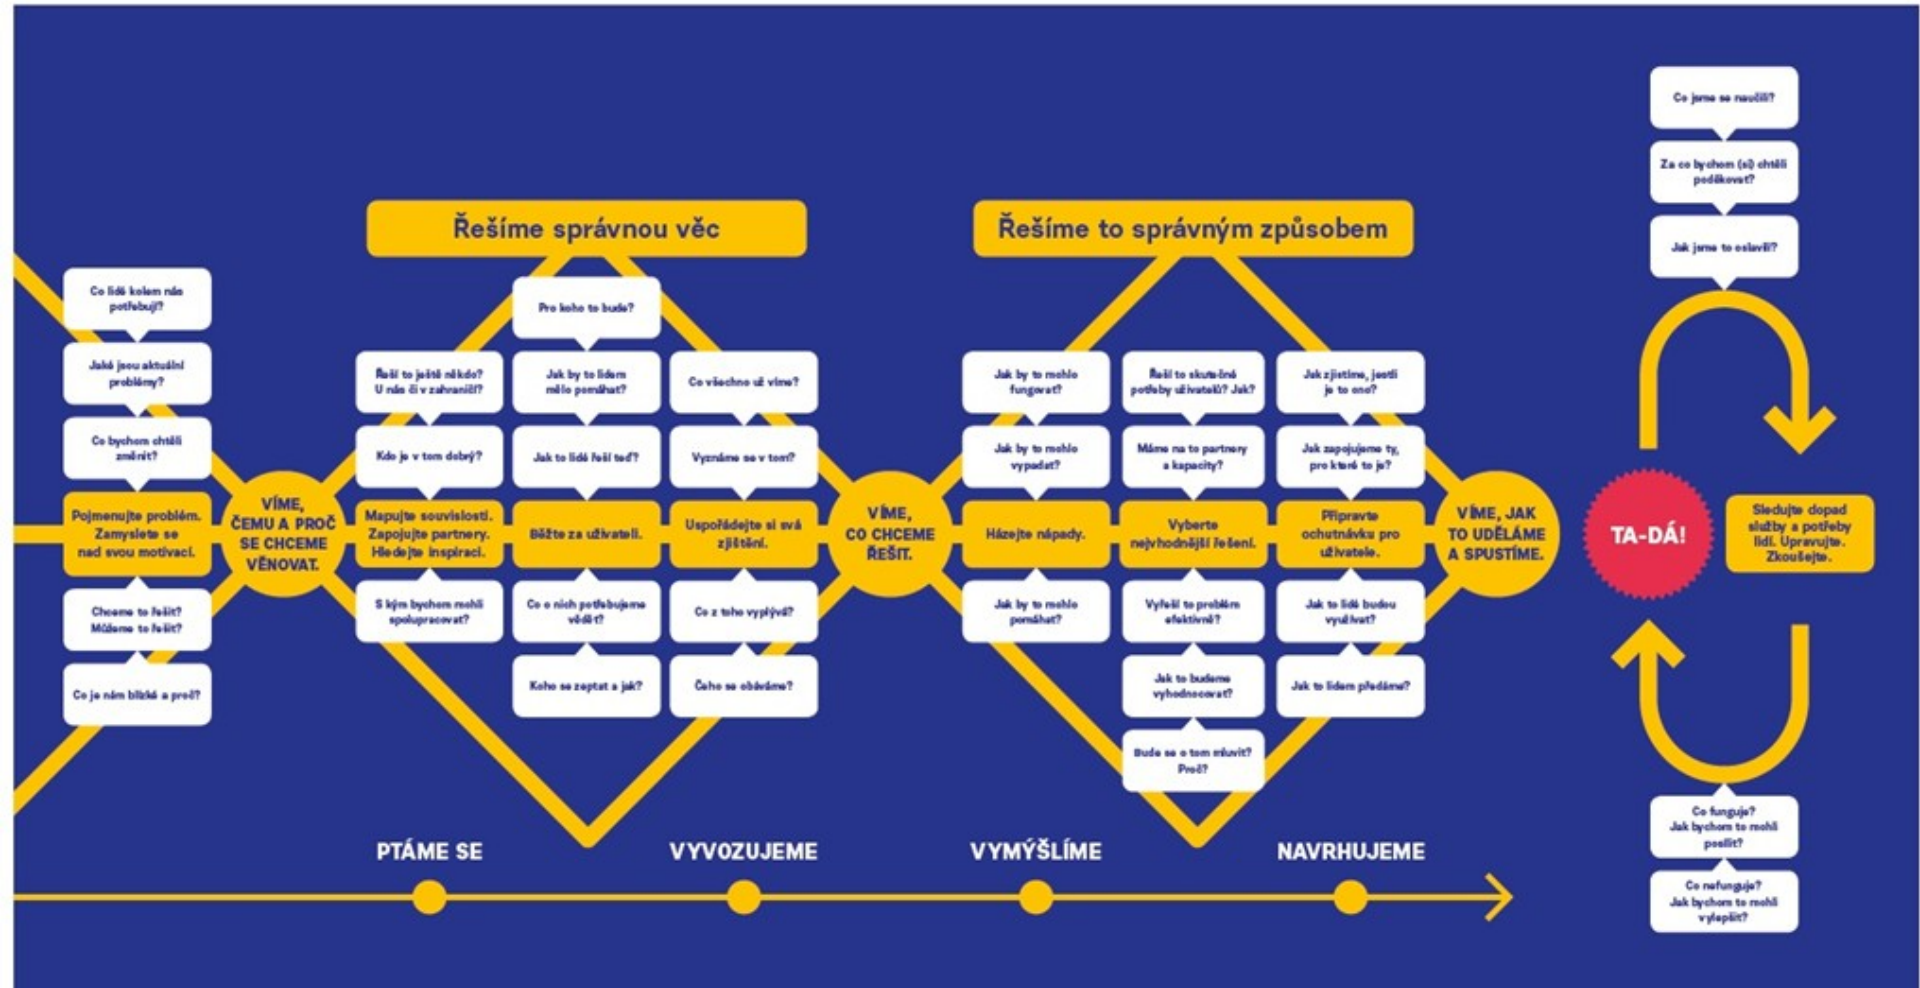 Co lidé kolem nás
potřebují?
Jaké jsou aktuální
problémy?
Co bychom chtěli
změnit?
Pojmenujte problém.
Zamyslete se
nad svou motivací.
Chceme to řešit?
Můžeme to řešit?
Co je nám blízké a proč?
VÍME,
ČEMU A PROČ
SE CHCEME
VĚNOVAT.
Řešíme správnou věc
Řeší to ještě někdo?
U nás či v zahraničí?
Kdo je v tom dobrý?
Mapujte souvislosti.
Zapojujte partnery.
Hledejte inspiraci.
S kým bychom mohli
spolupracovat?
Pro koho to bude?
Jak by to lidem
mělo pomáhat?
Jak to lidé řeší teď?
Běžte za uživateli.
Co o nich potřebujeme
vědět?
Koho se zeptat a jak?
Co všechno už víme?
Vyznáme se v tom?
Uspořádejte si svá
zjištění.
Co z toho vyplývá?
Čeho se obáváme?
VÍME,
CO CHCEME
ŘEŠIT.
Řešíme to správným způsobem
Jak by to mohlo
fungovat?
Jak by to mohlo
vypadat?
Házejte nápady.
Jak by to mohlo
pomáhat?
Řeší to skutečné
potřeby uživatelů? Jak?
Máme na to partnery
a kapacity?
Vyberte
nejvhodnější řešení.
Vyřeší to problém
efektivně?
Jak to budeme
vyhodnocovat?
Bude se o tom mluvit?
Proč?
Jak zjistíme, jestli
je to ono?
Jak zapojujeme ty,
pro které to je?
Připravte
ochutnávku pro
uživatele.
Jak to lidé budou
využívat?
Jak to lidem předáme?
VÍME, JAK
TO UDĚLÁME
A SPUSTÍME.
Co jsme se naučili?
Za co bychom (si) chtěli
poděkovat?
Jak jsme to oslavili?
TA-DÁ!
Sledujte dopad
služby a potřeby
lidí. Upravujte.
Zkoušejte.
Co funguje?
Jak bychom to mohli
posílit?
Co nefunguje?
Jak bychom to mohli
vylepšit?
PTÁME SE
VYVOZUJEME
VYMÝŠLÍME
NAVRHUJEME